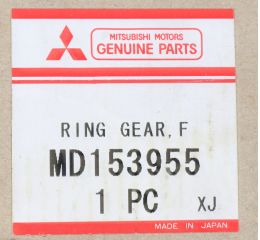 MITSUBISHI MOTORS
GENUINE PARTS
RING GEAR, F
MD153955
1 PC XJ
MADE IN JAPAN